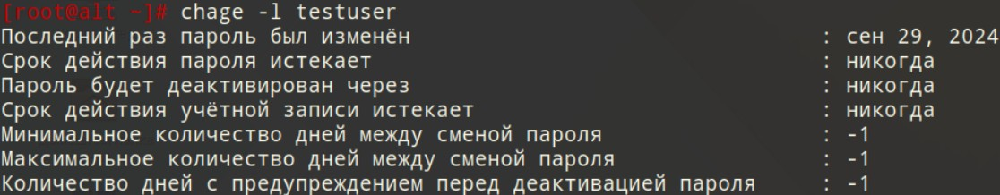 [root@alt ~]# chage -l testuser
Последний раз пароль был изменён : сен 29, 2024
Срок действия пароля истекает : никогда
Пароль будет деактивирован через : никогда
Срок действия учётной записи истекает : никогда
Минимальное количество дней между сменой пароля : -1
Максимальное количество дней между сменой пароля : -1
Количество дней с предупреждением перед деактивацией пароля : -1